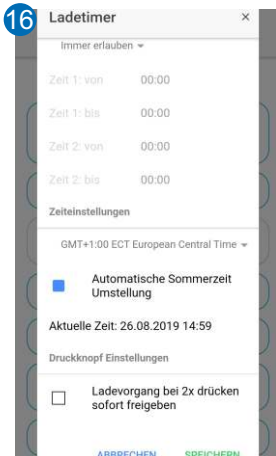 16
Ladetimer ×
Immer erlauben
Zeit 1: von 00:00
Zeit 1: bis 00:00
Zeit 2: von 00:00
Zeit 2: bis 00:00
Zeiteinstellungen
GMT+1:00 ECT European Central Time
Automatische Sommerzeit
Umstellung
Aktuelle Zeit: 26.08.2019 14:59
Druckknopf Einstellungen
Ladevorgang bei 2x drücken
sofort freigeben
ABBRECHEN SPEICHERN